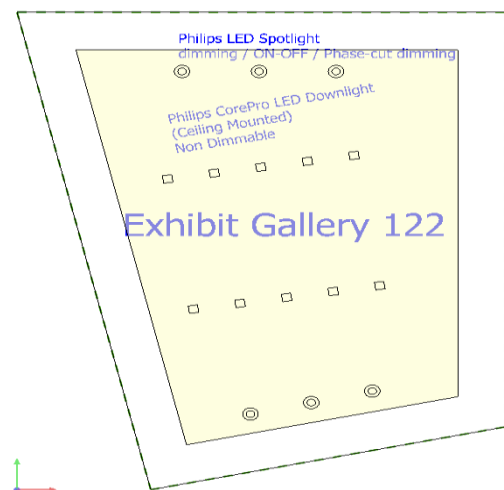 Philips LED Spotlight
dimming / ON-OFF / Phase-cut dimming
Philips CorePro LED Downlight
(Ceiling Mounted)
Non Dimmable
Exhibit Gallery 122